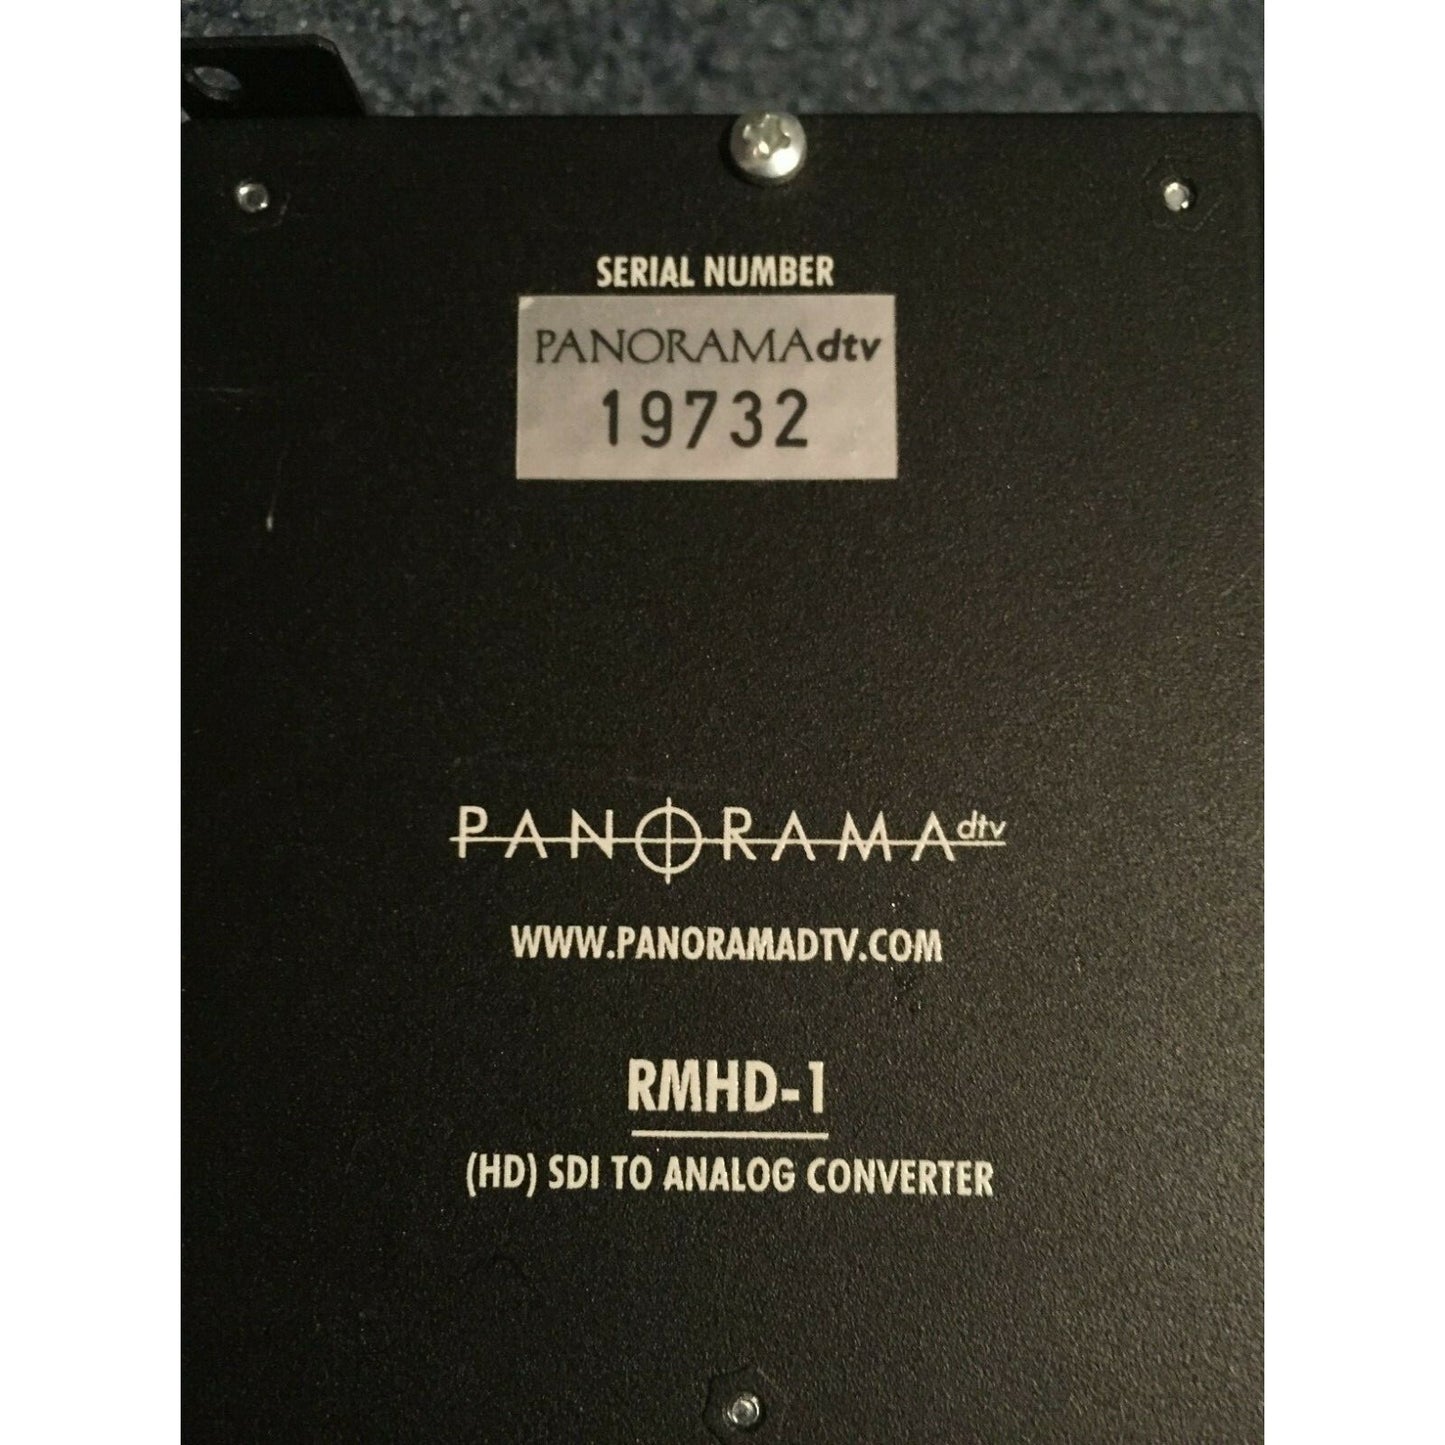 SERIAL NUMBER
PANORAMAdtv
19732
PANORAMAdtv
WWW.PANORAMADTV.COM
RMHD-1
(HD) SDI TO ANALOG CONVERTER